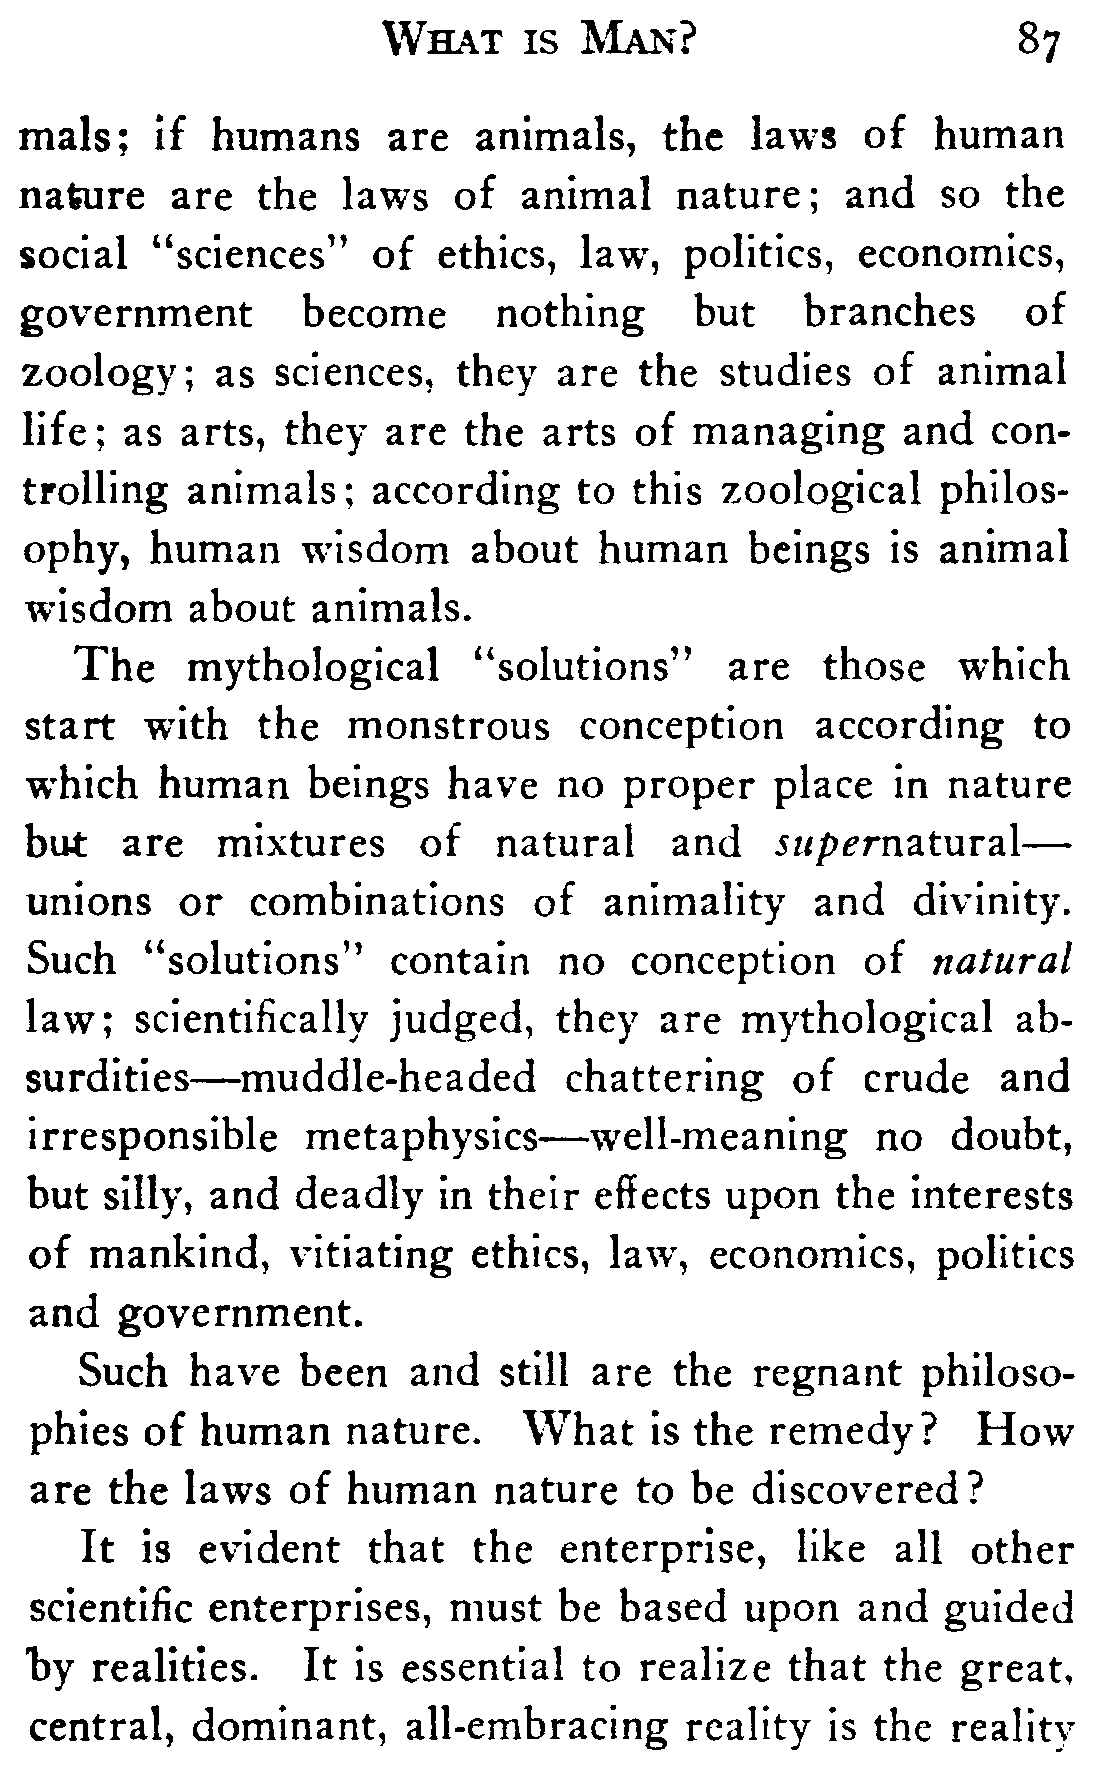 What is Man? 87
mals; if humans are animals, the laws of human
nature are the laws of animal nature; and so the
social "sciences" of ethics, law, politics, economics,
government become nothing but branches of
zoology; as sciences, they are the studies of animal
life; as arts, they are the arts of managing and con-
trolling animals; according to this zoological philos-
ophy, human wisdom about human beings is animal
wisdom about animals.
The mythological "solutions" are those which
start with the monstrous conception according to
which human beings have no proper place in nature
but are mixtures of natural and supernatural—
unions or combinations of animality and divinity.
Such "solutions" contain no conception of natural
law; scientifically judged, they are mythological ab-
surdities—muddle-headed chattering of crude and
irresponsible metaphysics—well-meaning no doubt,
but silly, and deadly in their effects upon the interests
of mankind, vitiating ethics, law, economics, politics
and government.
Such have been and still are the regnant philoso-
phies of human nature. What is the remedy? How
are the laws of human nature to be discovered?
It is evident that the enterprise, like all other
scientific enterprises, must be based upon and guided
by realities. It is essential to realize that the great,
central, dominant, all-embracing reality is the reality